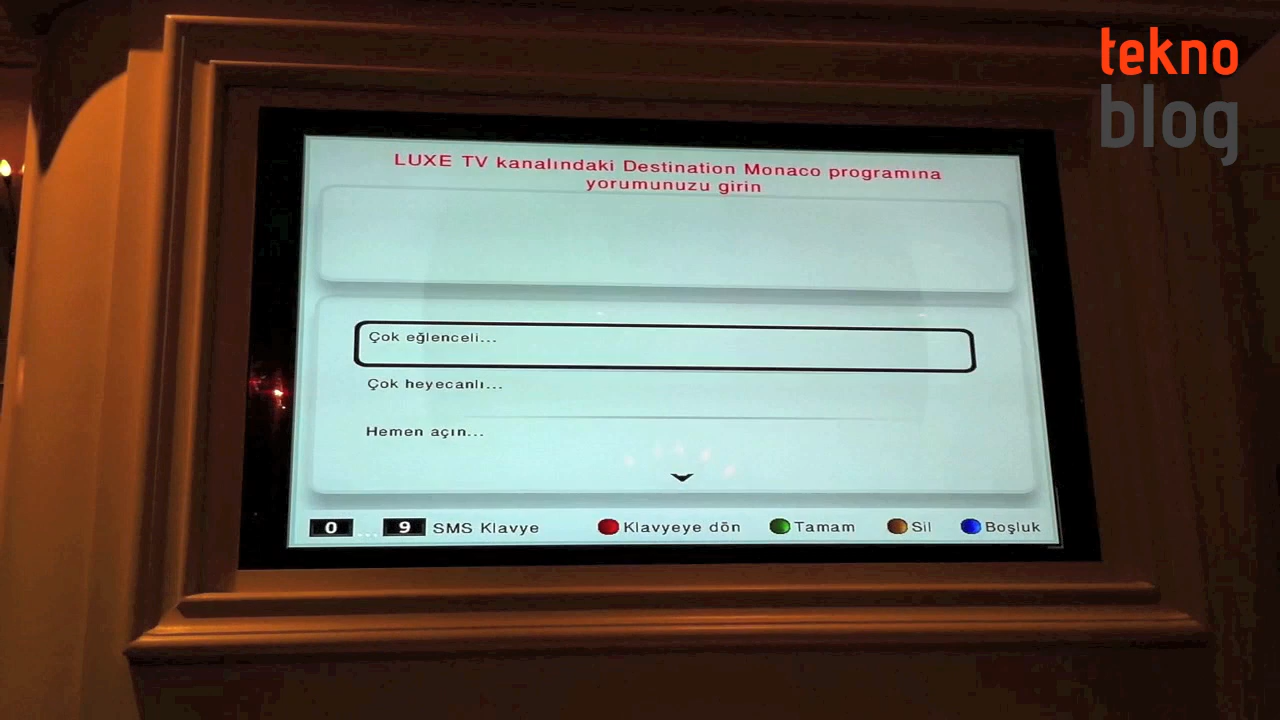 tekno
blog
LUXE TV kanalındaki Destination Monaco programına
yorumunuzu girin
Çok eğlenceli...
Çok heyecanlı...
Hemen açın...
0 ... 9 SMS Klavye Klavyeye dön Tamam Sil Boşluk